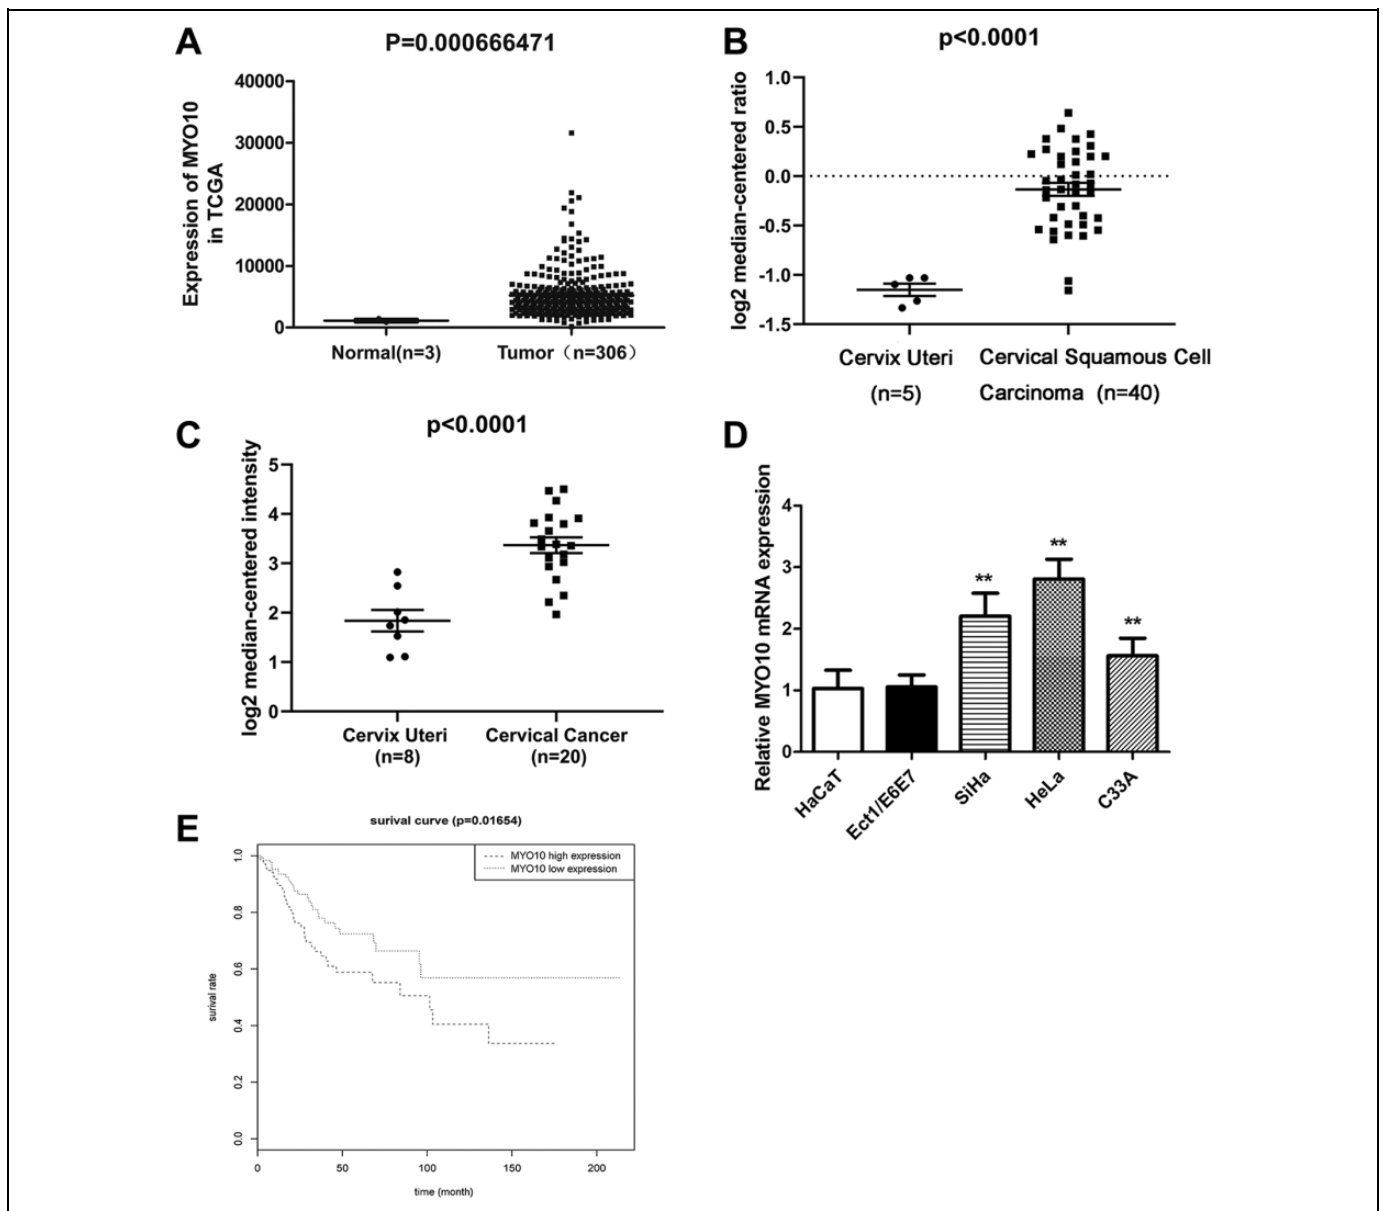 A
P=0.000666471
Expression of MYO10
in TCGA
40000
30000
20000
10000
0
Normal(n=3)
Tumor（n=306）
B
p<0.0001
log2 median-centered ratio
1.0
0.5
0.0
-0.5
-1.0
-1.5
Cervix Uteri
(n=5)
Cervical Squamous Cell
Carcinoma (n=40)
C
p<0.0001
log2 median-centered intensity
5
4
3
2
1
0
Cervix Uteri
(n=8)
Cervical Cancer
(n=20)
D
Relative MYO10 mRNA expression
4
3
2
1
0
**
**
**
HaCaT
Ect1/E6E7
SiHa
HeLa
C33A
E
surival curve (p=0.01654)
MYO10 high expression
MYO10 low expression
surival rate
1.0
0.8
0.6
0.4
0.2
0.0
0
50
100
150
200
time (month)